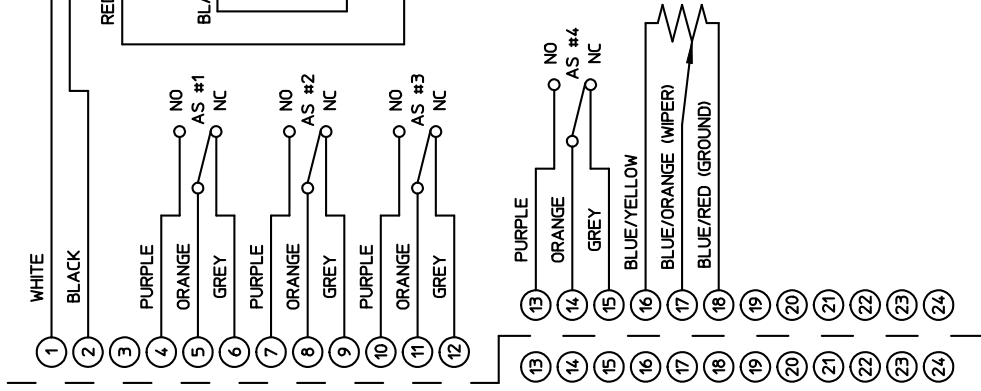 RED
BLA
NO
AS #1
NC
NO
AS #2
NC
NO
AS #3
NC
NO
AS #4
NC
WHITE
BLACK
PURPLE
ORANGE
GREY
PURPLE
ORANGE
GREY
PURPLE
ORANGE
GREY
PURPLE
ORANGE
GREY
BLUE/YELLOW
BLUE/ORANGE (WIPER)
BLUE/RED (GROUND)
1
2
3
4
5
6
7
8
9
10
11
12
13
14
15
16
17
18
19
20
21
22
23
24
13
14
15
16
17
18
19
20
21
22
23
24